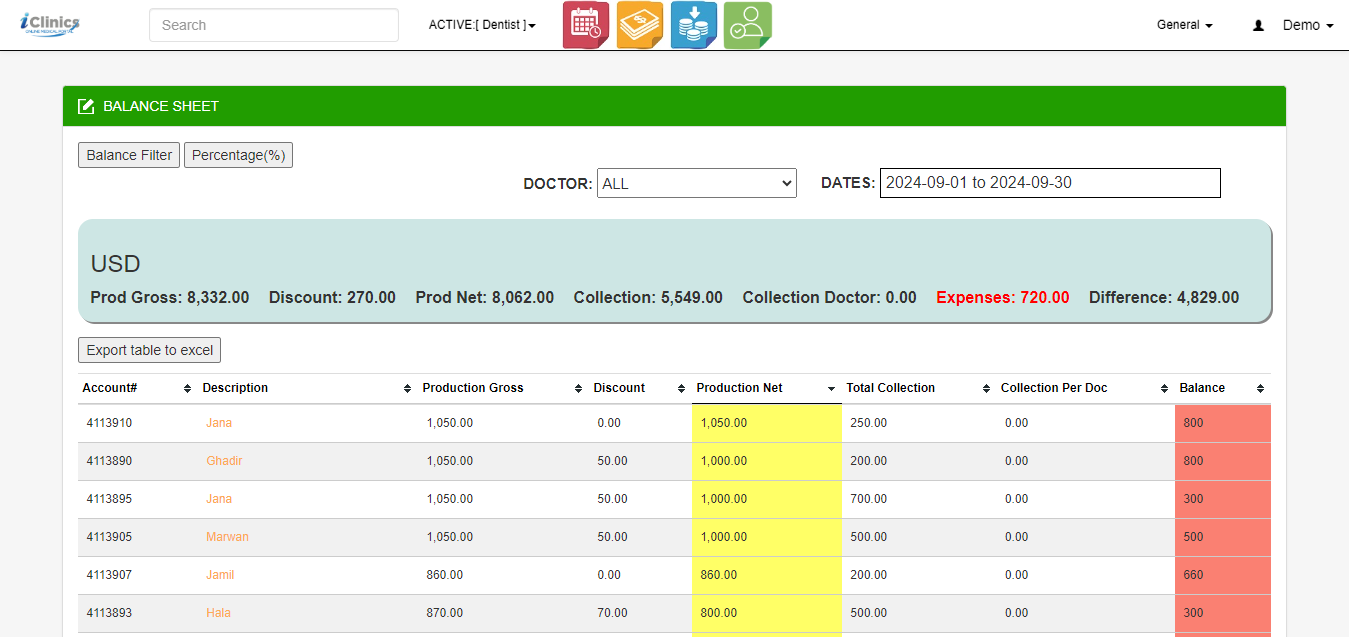 iClinics
ONLINE MEDICAL PORTAL
Search
ACTIVE:[ Dentist ]
General
Demo
BALANCE SHEET
Balance Filter Percentage(%)
DOCTOR: ALL DATES: 2024-09-01 to 2024-09-30
USD
Prod Gross: 8,332.00 Discount: 270.00 Prod Net: 8,062.00 Collection: 5,549.00 Collection Doctor: 0.00 Expenses: 720.00 Difference: 4,829.00
Export table to excel
Account# Description Production Gross Discount Production Net Total Collection Collection Per Doc Balance
4113910 Jana 1,050.00 0.00 1,050.00 250.00 0.00 800
4113890 Ghadir 1,050.00 50.00 1,000.00 200.00 0.00 800
4113895 Jana 1,050.00 50.00 1,000.00 700.00 0.00 300
4113905 Marwan 1,050.00 50.00 1,000.00 500.00 0.00 500
4113907 Jamil 860.00 0.00 860.00 200.00 0.00 660
4113893 Hala 870.00 70.00 800.00 500.00 0.00 300